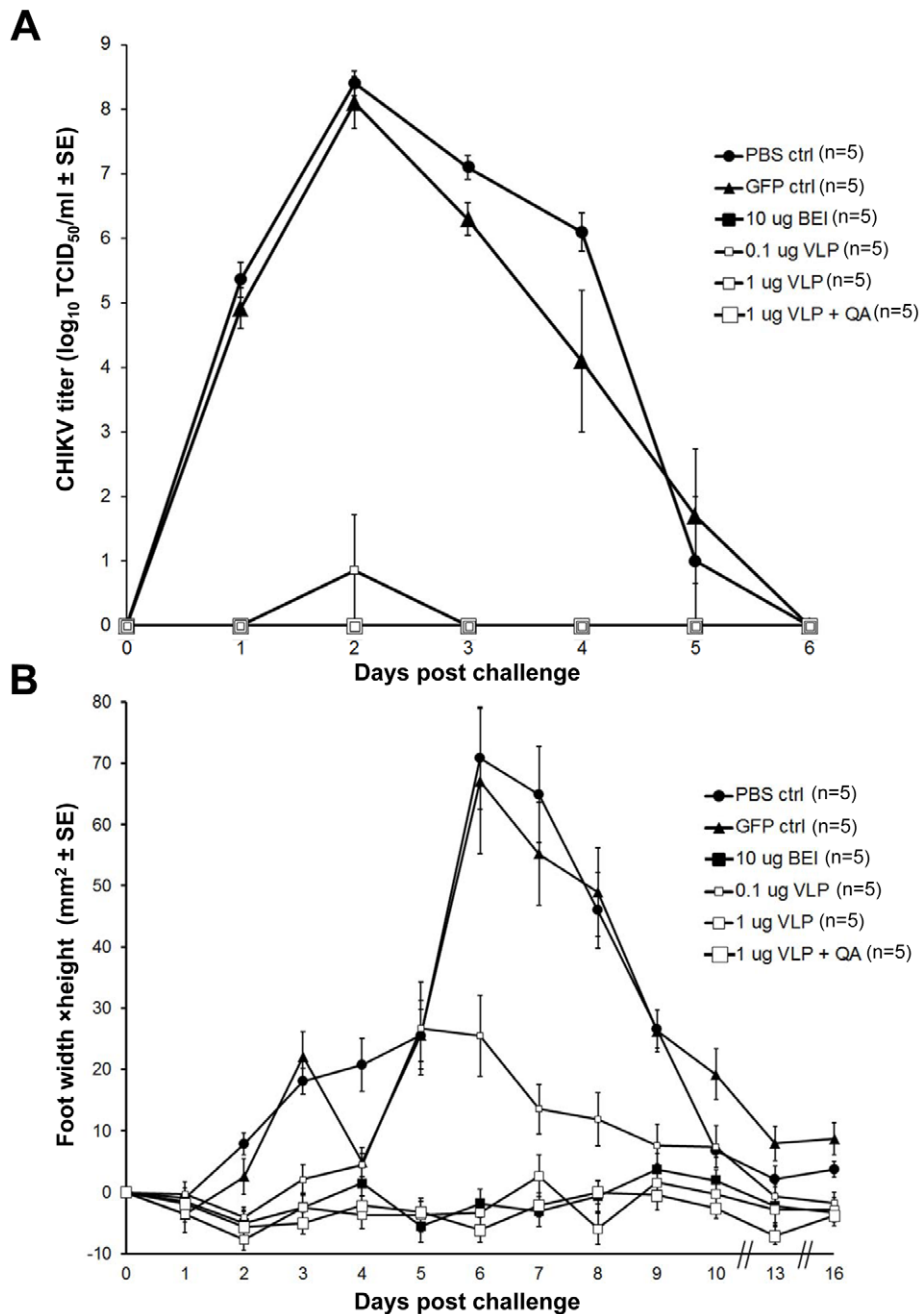 A
9
8
7
6
5
4
3
2
1
0
CHIKV titer (log₁₀ TCID₅₀/ml ± SE)
0 1 2 3 4 5 6
Days post challenge
PBS ctrl (n=5)
GFP ctrl (n=5)
10 ug BEI (n=5)
0.1 ug VLP (n=5)
1 ug VLP (n=5)
1 ug VLP + QA (n=5)
B
80
70
60
50
40
30
20
10
0
-10
Foot width ×height (mm² ± SE)
0 1 2 3 4 5 6 7 8 9 10 13 16
Days post challenge
PBS ctrl (n=5)
GFP ctrl (n=5)
10 ug BEI (n=5)
0.1 ug VLP (n=5)
1 ug VLP (n=5)
1 ug VLP + QA (n=5)